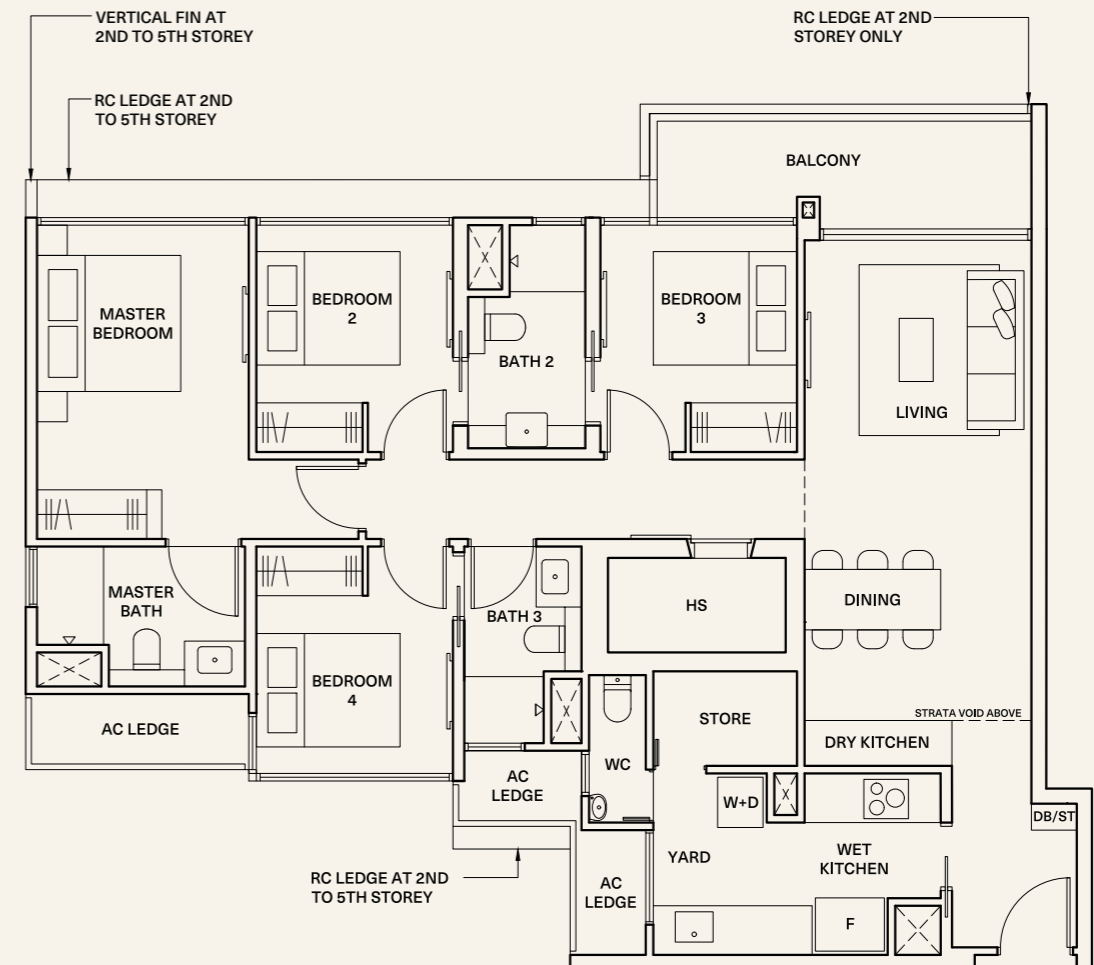 VERTICAL FIN AT
2ND TO 5TH STOREY
RC LEDGE AT 2ND
STOREY ONLY
RC LEDGE AT 2ND
TO 5TH STOREY
BALCONY
MASTER
BEDROOM
BEDROOM
2
BATH 2
BEDROOM
3
LIVING
MASTER
BATH
BATH 3
HS
DINING
BEDROOM
4
AC LEDGE
STORE
STRATA VOID ABOVE
DRY KITCHEN
AC
LEDGE
WC
W+D
DB/ST
YARD
WET
KITCHEN
RC LEDGE AT 2ND
TO 5TH STOREY
AC
LEDGE
F